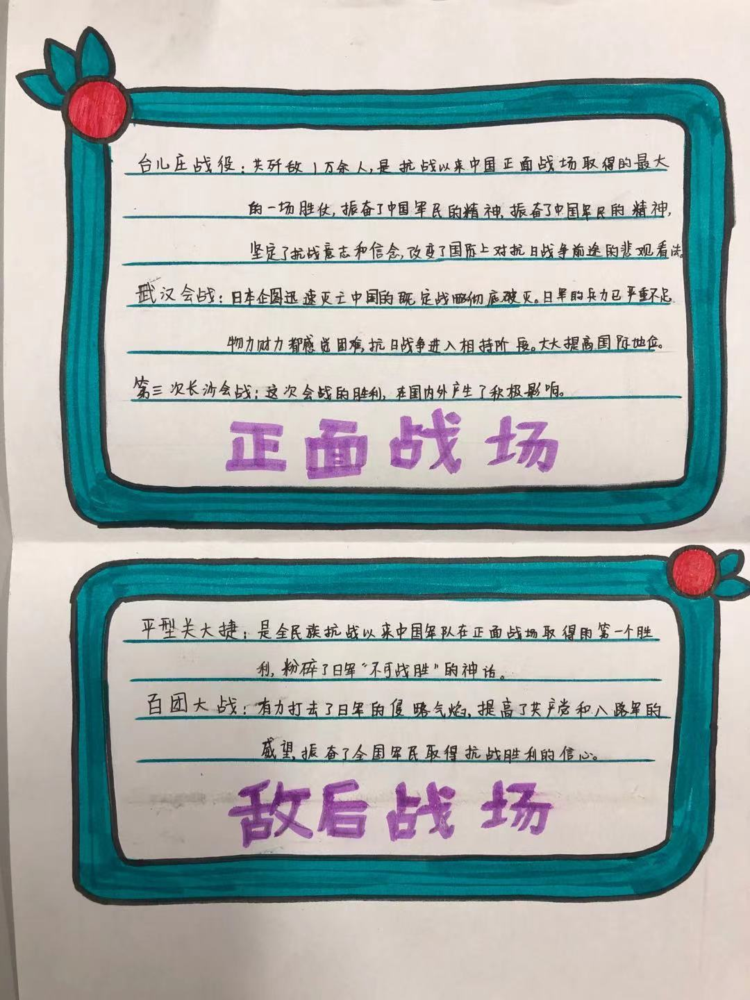 台儿庄战役：共歼敌1万余人，是抗战以来中国正面战场取得的最大
的一场胜仗，振奋了中国军民的精神，振奋了中国军民的精神，
坚定了抗战意志和信念，改变了国际上对抗日战争前途的悲观看法。
武汉会战：日本企图迅速灭亡中国的既定战略彻底破灭。日军的兵力已严重不足
物力财力都感觉困难，抗日战争进入相持阶段。大大提高国际地位。
第三次长沙会战：这次会战的胜利，在国内外产生了积极影响。
正面战场
平型关大捷：是全民族抗战以来中国军队在正面战场取得的第一个胜
利，粉碎了日军“不可战胜”的神话。
百团大战：有力打去了日军的侵略气焰，提高了共产党和八路军的
威望，振奋了全国军民取得抗战胜利的信心。
敌后战场